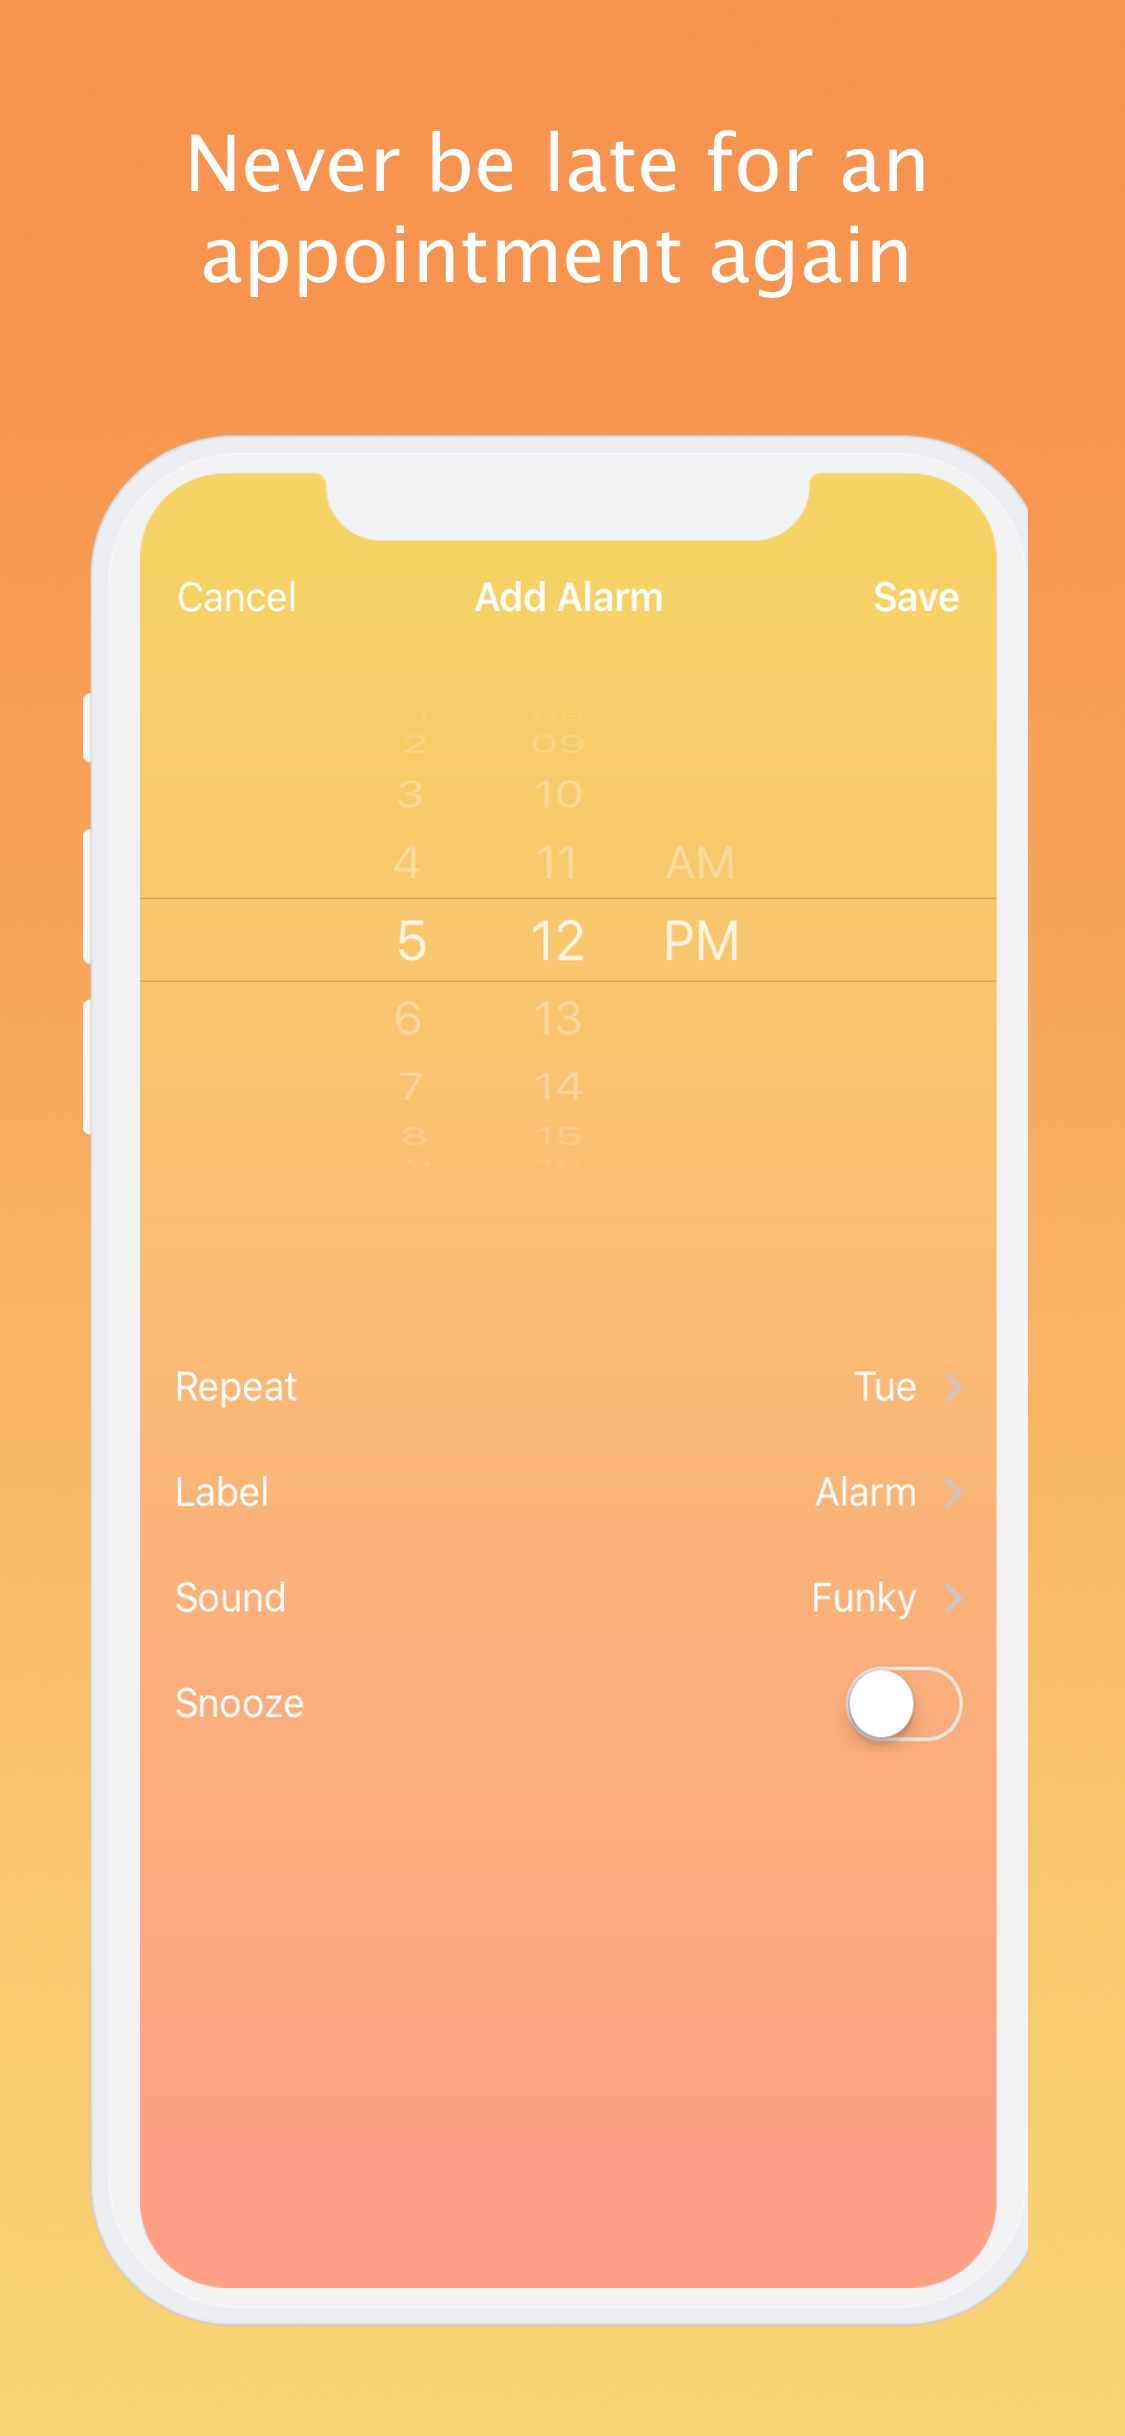 Never be late for an
appointment again
Cancel Add Alarm Save
2 09
3 10
4 11 AM
5 12 PM
6 13
7 14
8 15
Repeat Tue
Label Alarm
Sound Funky
Snooze